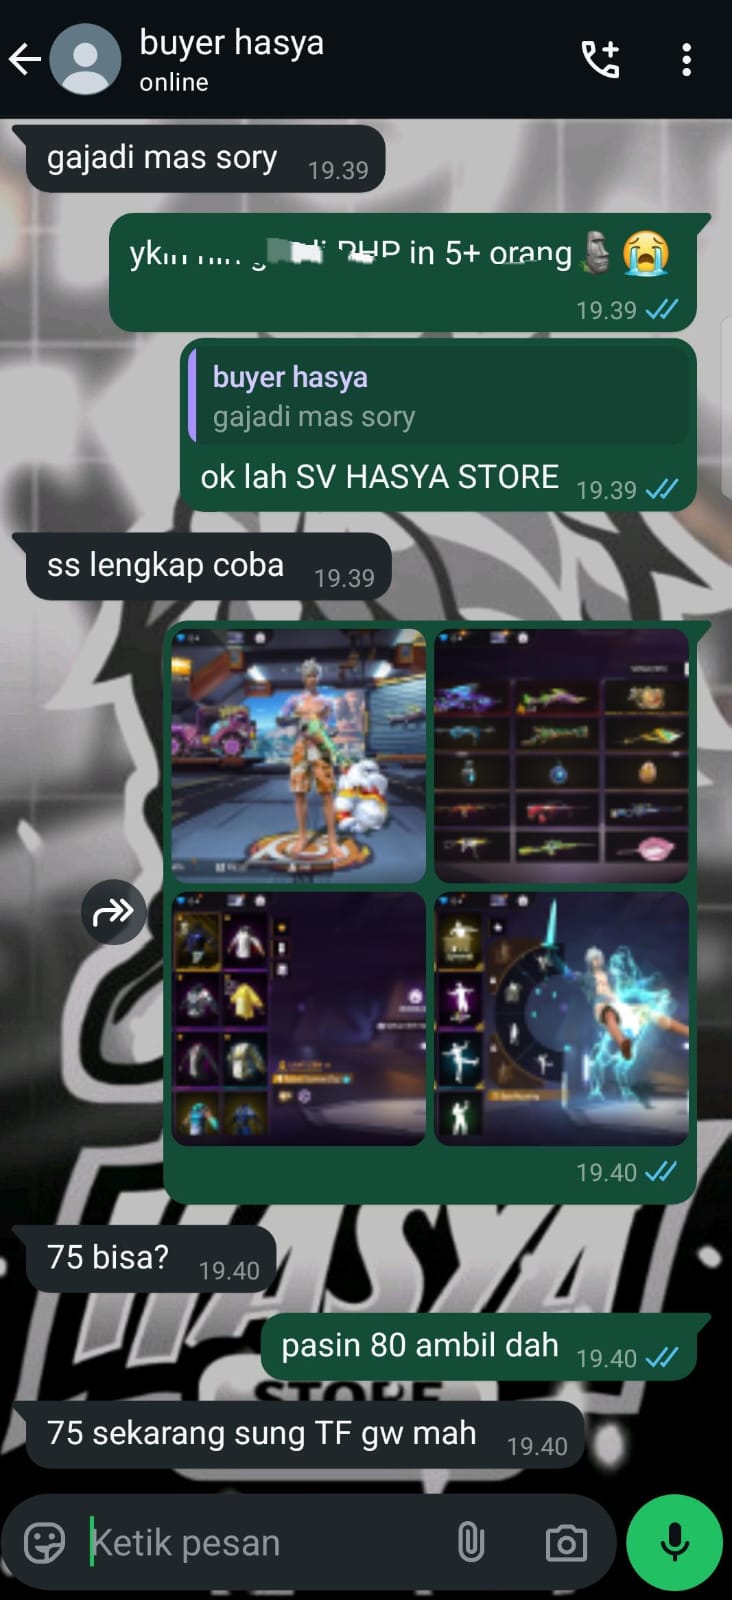 buyer hasya
online
gajadi mas sory 19.39
PHP in 5+ orang🗿😭
19.39
buyer hasya
gajadi mas sory
ok lah SV HASYA STORE 19.39
ss lengkap coba 19.39
19.40
75 bisa? 19.40
HASYA
pasin 80 ambil dah 19.40
STORE
75 sekarang sung TF gw mah 19.40
Ketik pesan